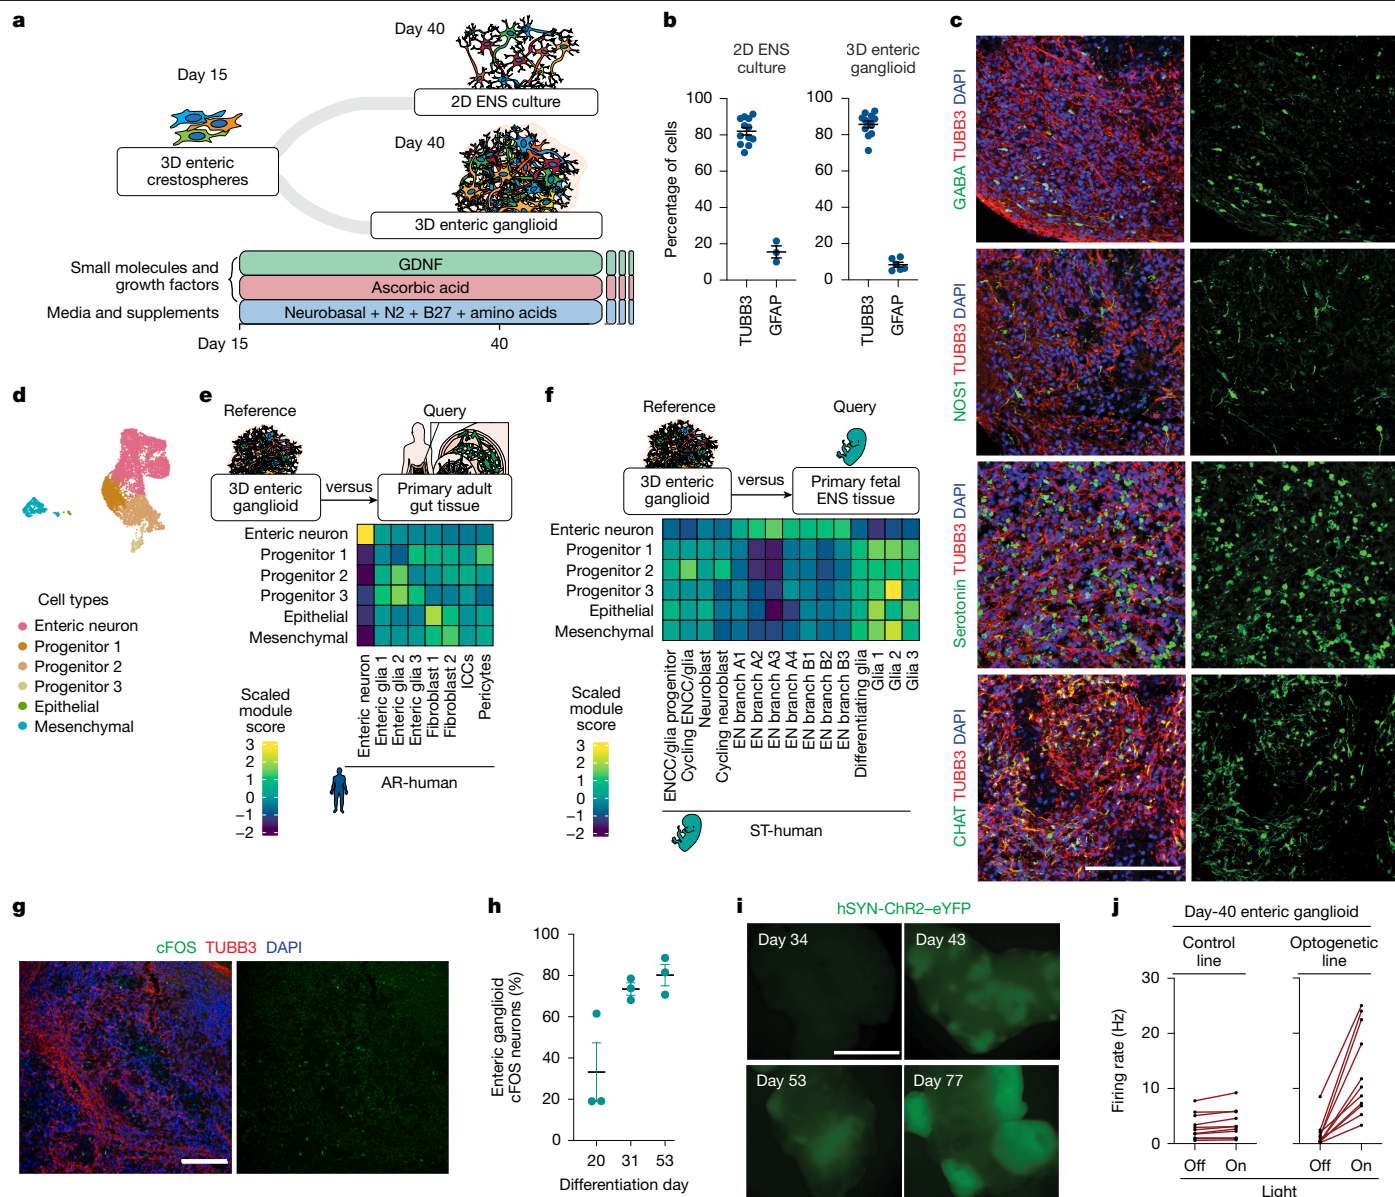 a
Day 15
3D enteric
crestospheres
Day 40
2D ENS culture
Day 40
3D enteric ganglioid
Small molecules and
growth factors
GDNF
Ascorbic acid
Media and supplements
Neurobasal + N2 + B27 + amino acids
Day 15
40
b
2D ENS
culture
3D enteric
ganglioid
Percentage of cells
100
80
60
40
20
0
TUBB3
GFAP
100
80
60
40
20
0
TUBB3
GFAP
c
GABA TUBB3 DAPI
NOS1 TUBB3 DAPI
Serotonin TUBB3 DAPI
CHAT TUBB3 DAPI
d
Cell types
Enteric neuron
Progenitor 1
Progenitor 2
Progenitor 3
Epithelial
Mesenchymal
e
Reference
Query
3D enteric
ganglioid
versus
Primary adult
gut tissue
Enteric neuron
Progenitor 1
Progenitor 2
Progenitor 3
Epithelial
Mesenchymal
Enteric neuron
Enteric glia 1
Enteric glia 2
Enteric glia 3
Fibroblast 1
Fibroblast 2
ICCs
Pericytes
Scaled
module
score
3
2
1
0
−1
−2
AR-human
f
Reference
Query
3D enteric
ganglioid
versus
Primary fetal
ENS tissue
Enteric neuron
Progenitor 1
Progenitor 2
Progenitor 3
Epithelial
Mesenchymal
ENCC/glia progenitor
Cycling ENCC/glia
Neuroblast
Cycling neuroblast
EN branch A1
EN branch A2
EN branch A3
EN branch A4
EN branch B1
EN branch B2
EN branch B3
Differentiating glia
Glia 1
Glia 2
Glia 3
Scaled
module
score
3
2
1
0
−1
−2
ST-human
g
cFOS TUBB3 DAPI
h
Enteric ganglioid
cFOS neurons (%)
100
80
60
40
20
0
20 31 53
Differentiation day
i
hSYN-ChR2–eYFP
Day 34
Day 43
Day 53
Day 77
j
Day-40 enteric ganglioid
Control
line
Optogenetic
line
Firing rate (Hz)
30
20
10
0
Off On
Off On
Light